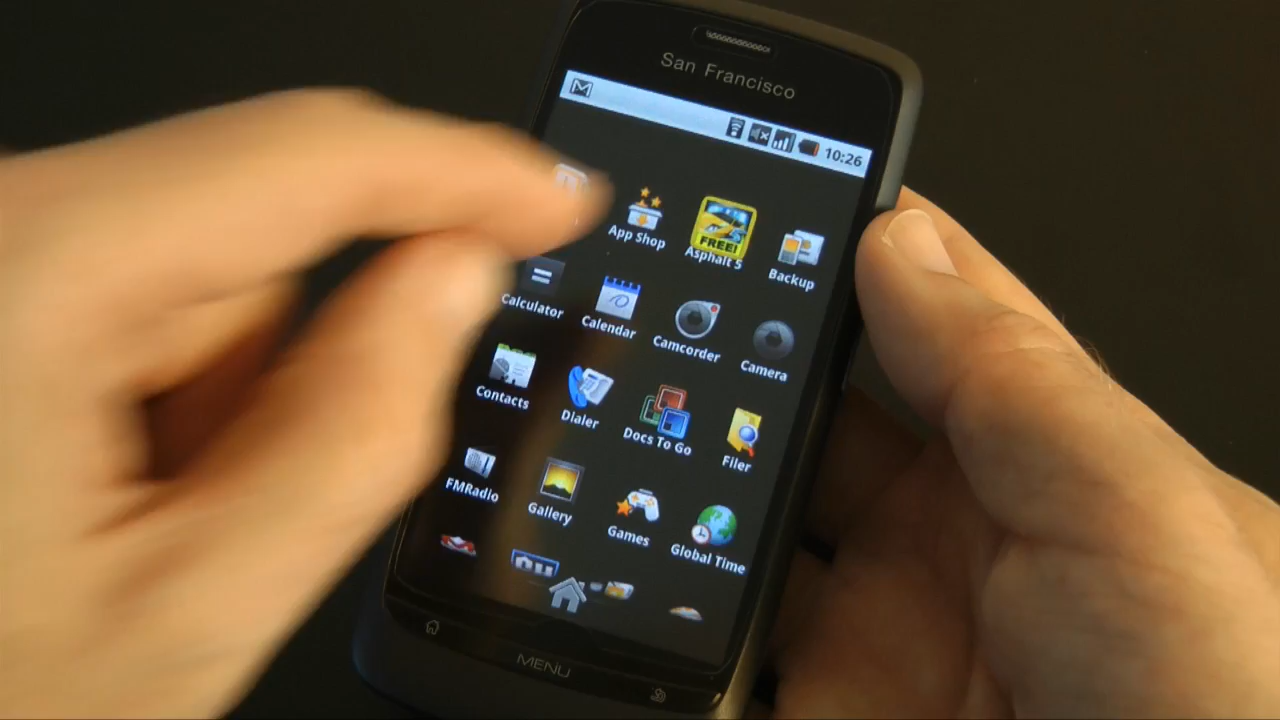 San Francisco
10:26
App Shop
FREE!
Asphalt 5
Backup
Calculator
Calendar
Camcorder
Camera
Contacts
Dialer
Docs To Go
Filer
FMRadio
Gallery
Games
Global Time
MENU